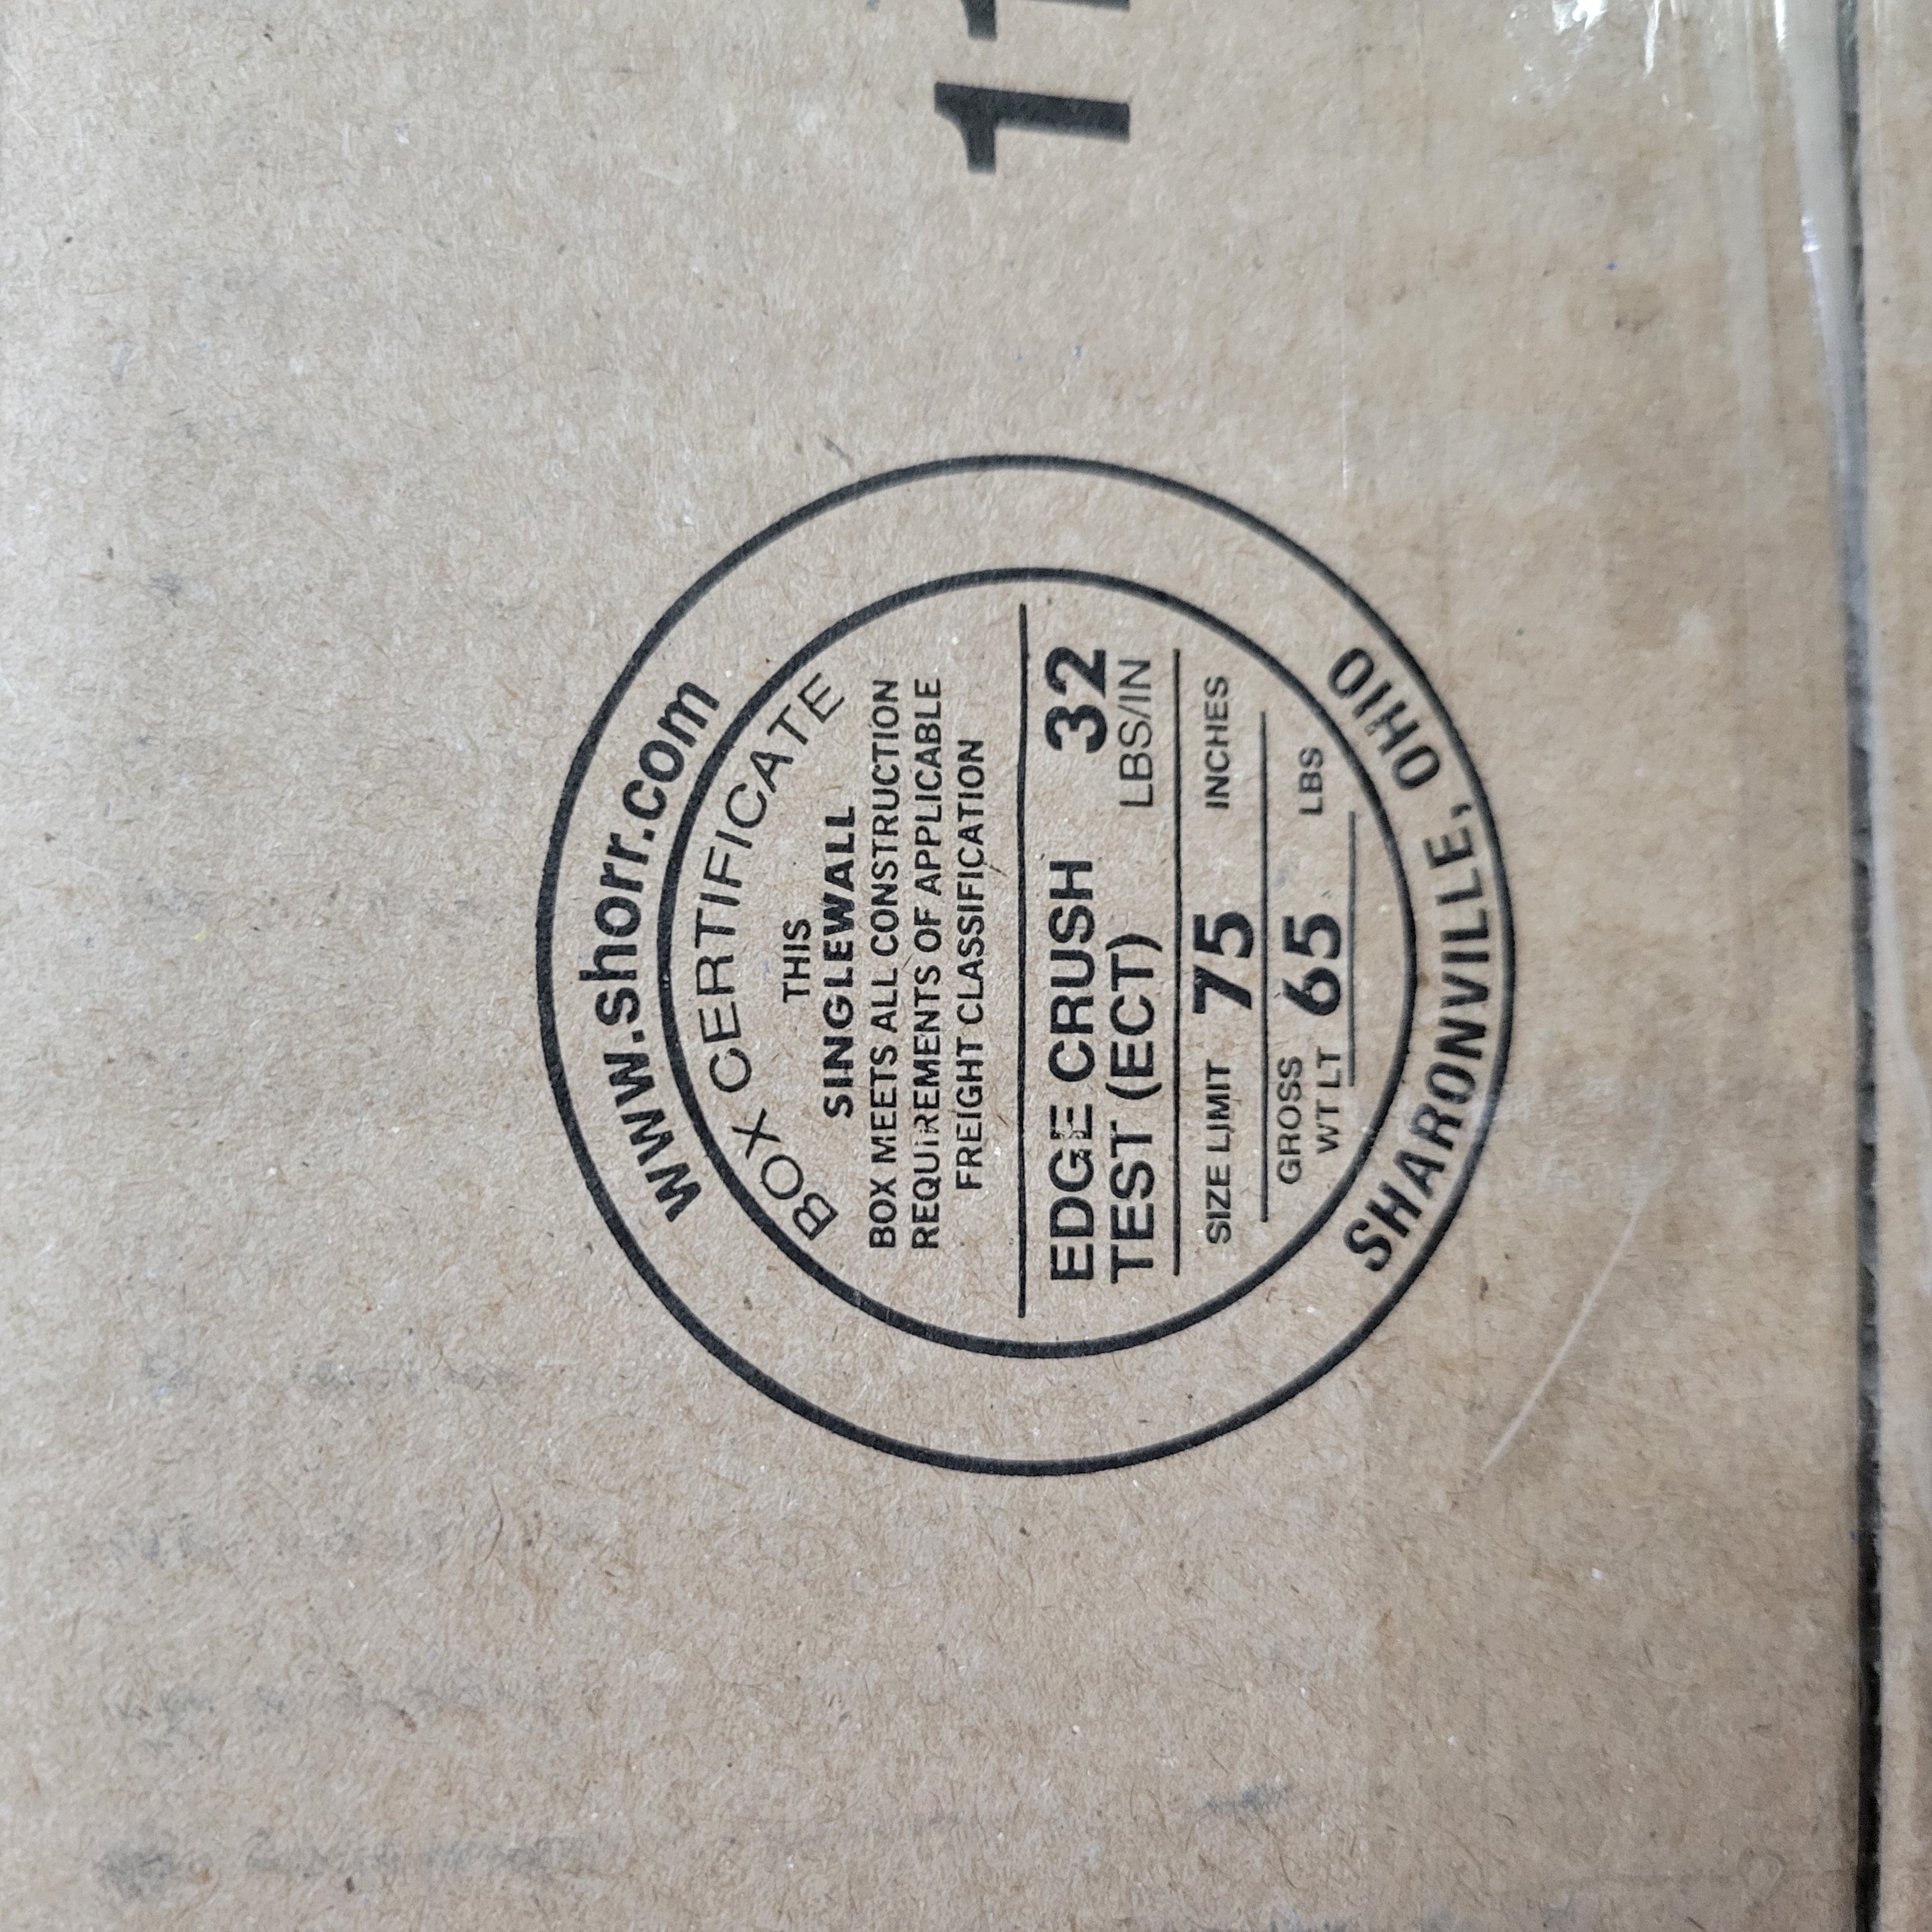 www.shorr.com
BOX CERTIFICATE
THIS
SINGLEWALL
BOX MEETS ALL CONSTRUCTION
REQUIREMENTS OF APPLICABLE
FREIGHT CLASSIFICATION
EDGE CRUSH 32
TEST (ECT) LBS/IN
SIZE LIMIT 75 INCHES
GROSS 65 LBS
WT LT
SHARONVILLE, OHIO